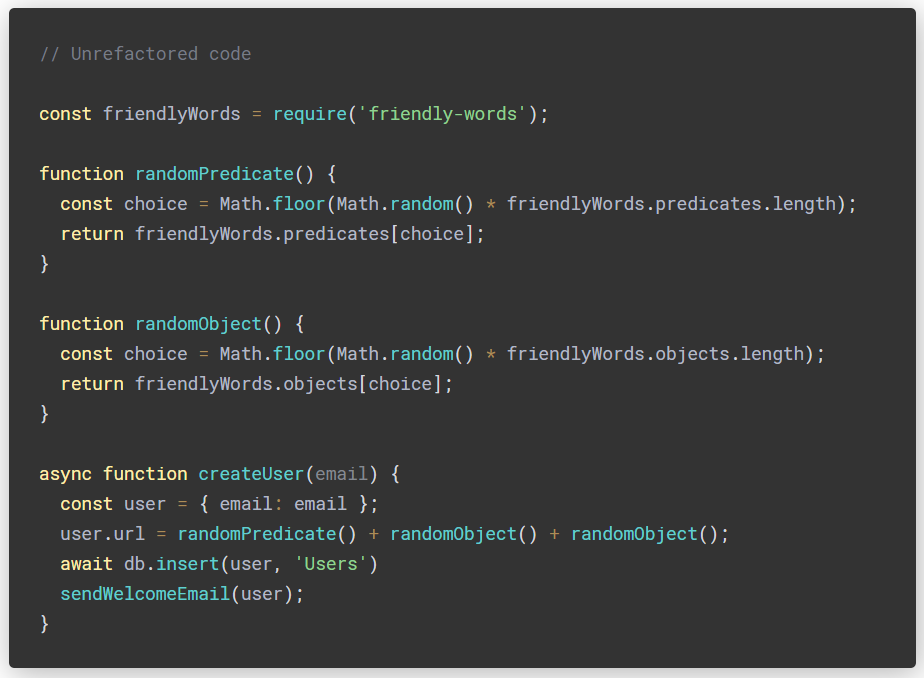 // Unrefactored code
const friendlyWords = require('friendly-words');
function randomPredicate() {
  const choice = Math.floor(Math.random() * friendlyWords.predicates.length);
  return friendlyWords.predicates[choice];
}
function randomObject() {
  const choice = Math.floor(Math.random() * friendlyWords.objects.length);
  return friendlyWords.objects[choice];
}
async function createUser(email) {
  const user = { email: email };
  user.url = randomPredicate() + randomObject() + randomObject();
  await db.insert(user, 'Users')
  sendWelcomeEmail(user);
}